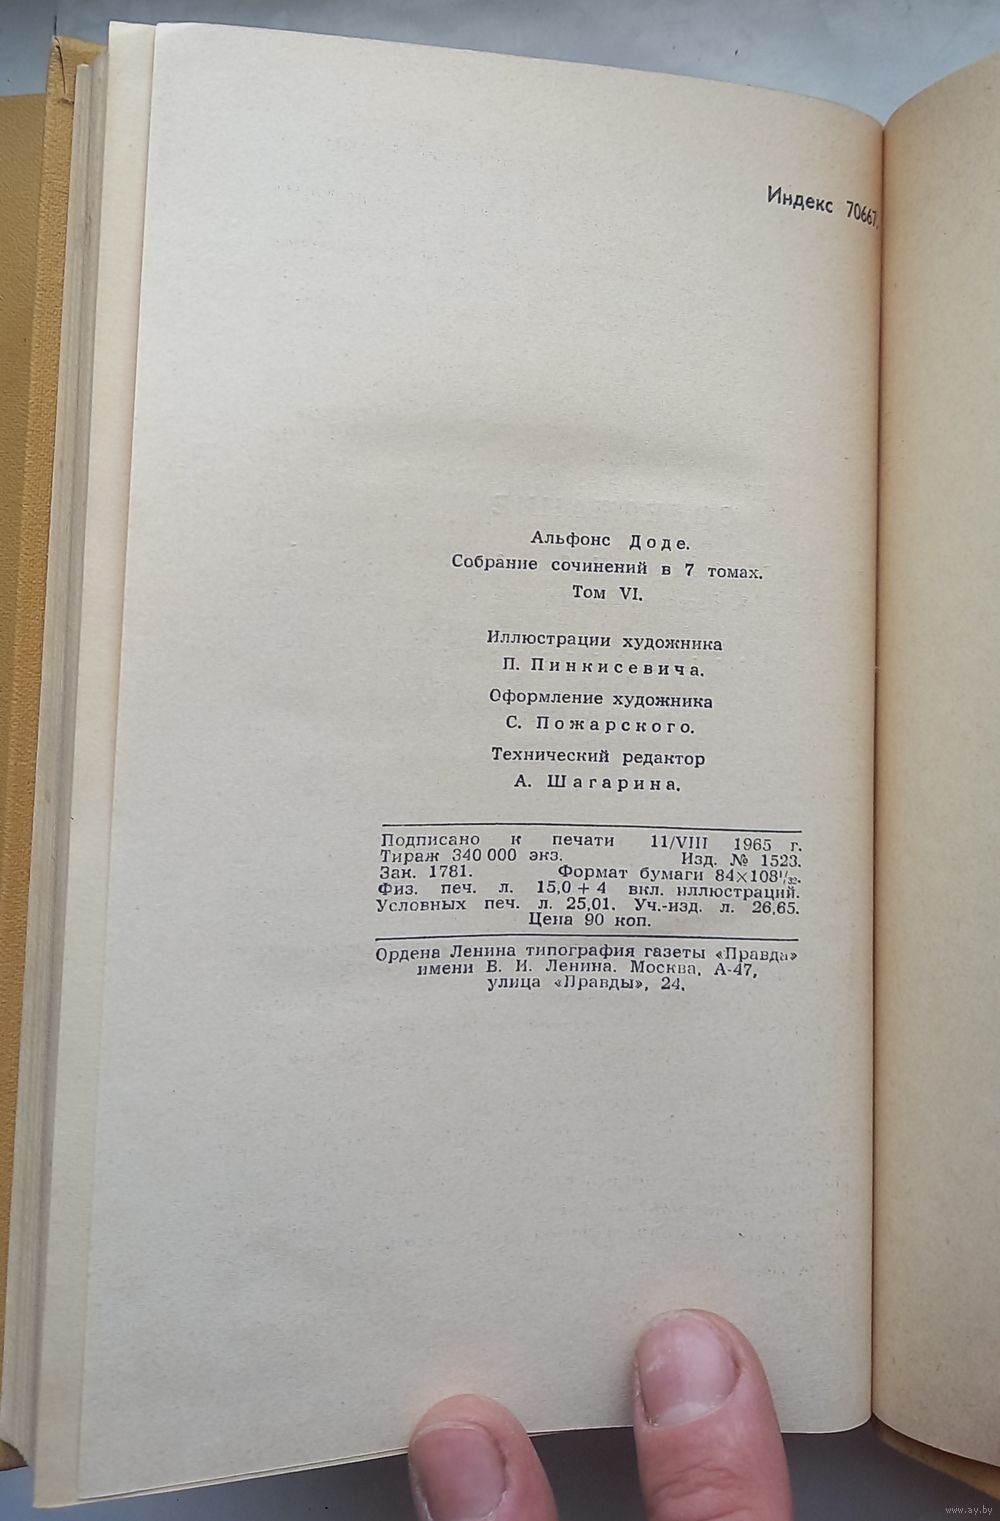 Индекс 70667.
Альфонс Доде.
Собрание сочинений в 7 томах.
Том VI.
Иллюстрации художника
П. Пинкисевича.
Оформление художника
С. Пожарского.
Технический редактор
А. Шагарина.
Подписано к печати 11/VIII 1965 г.
Тираж 340 000 экз. Изд. № 1523.
Зак. 1781. Формат бумаги 84×108¹/₃₂.
Физ. печ. л. 15,0 + 4 вкл. иллюстраций.
Условных печ. л. 25,01. Уч.-изд. л. 26,65.
Цена 90 коп.
Ордена Ленина типография газеты «Правда»
имени В. И. Ленина. Москва, А-47,
улица «Правды», 24.
www.ay.by